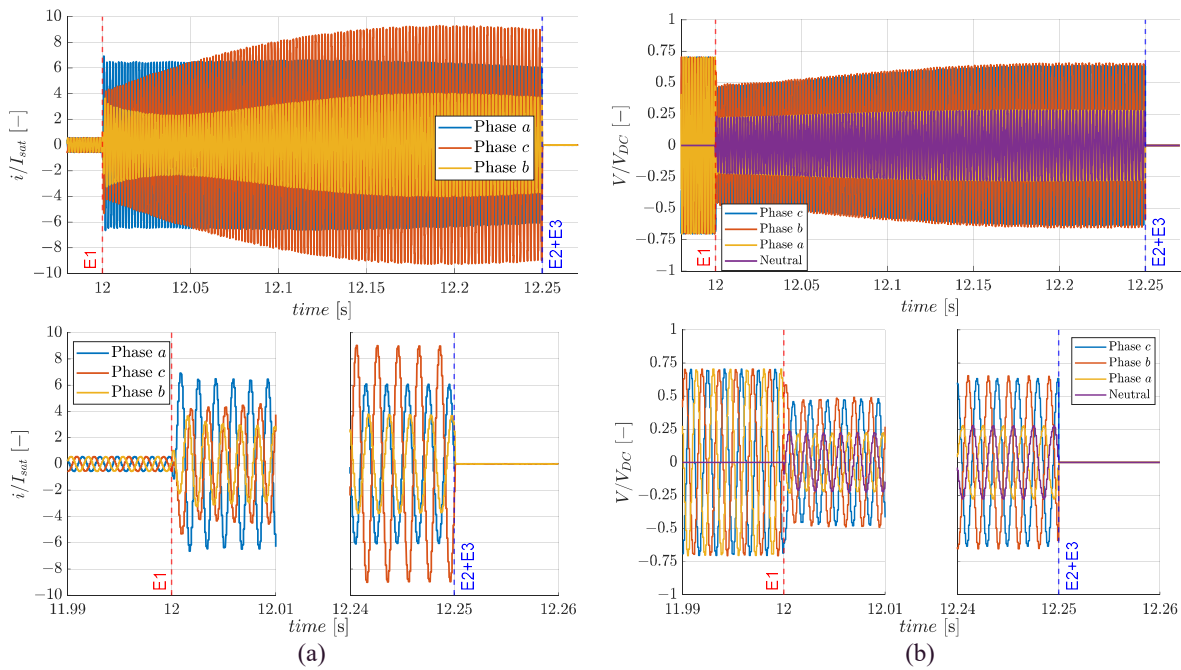 10
8
6
4
2
0
−2
−4
−6
−8
−10
i/I_sat [−]
Phase a
Phase c
Phase b
E1
E2+E3
12
12.05
12.1
12.15
12.2
12.25
time [s]
1
0.75
0.5
0.25
0
−0.25
−0.5
−0.75
−1
V/V_DC [−]
Phase c
Phase b
Phase a
Neutral
E1
E2+E3
12
12.05
12.1
12.15
12.2
12.25
time [s]
10
8
6
4
2
0
−2
−4
−6
−8
−10
i/I_sat [−]
Phase a
Phase c
Phase b
E1
E2+E3
11.99
12
12.01
12.24
12.25
12.26
time [s]
(a)
1
0.75
0.5
0.25
0
−0.25
−0.5
−0.75
−1
V/V_DC [−]
Phase c
Phase b
Phase a
Neutral
E1
E2+E3
11.99
12
12.01
12.24
12.25
12.26
time [s]
(b)